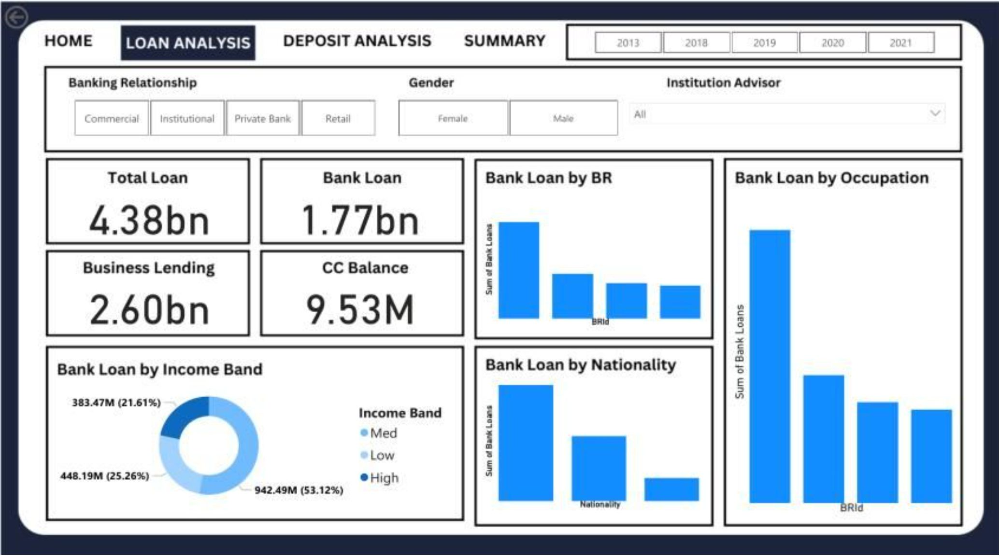 HOME
LOAN ANALYSIS
DEPOSIT ANALYSIS
SUMMARY
2013
2018
2019
2020
2021
Banking Relationship
Commercial
Institutional
Private Bank
Retail
Gender
Female
Male
Institution Advisor
All
Total Loan
4.38bn
Bank Loan
1.77bn
Business Lending
2.60bn
CC Balance
9.53M
Bank Loan by BR
Sum of Bank Loans
BRId
Bank Loan by Occupation
Sum of Bank Loans
BRId
Bank Loan by Income Band
383.47M (21.61%)
448.19M (25.26%)
942.49M (53.12%)
Income Band
Med
Low
High
Bank Loan by Nationality
Sum of Bank Loans
Nationality